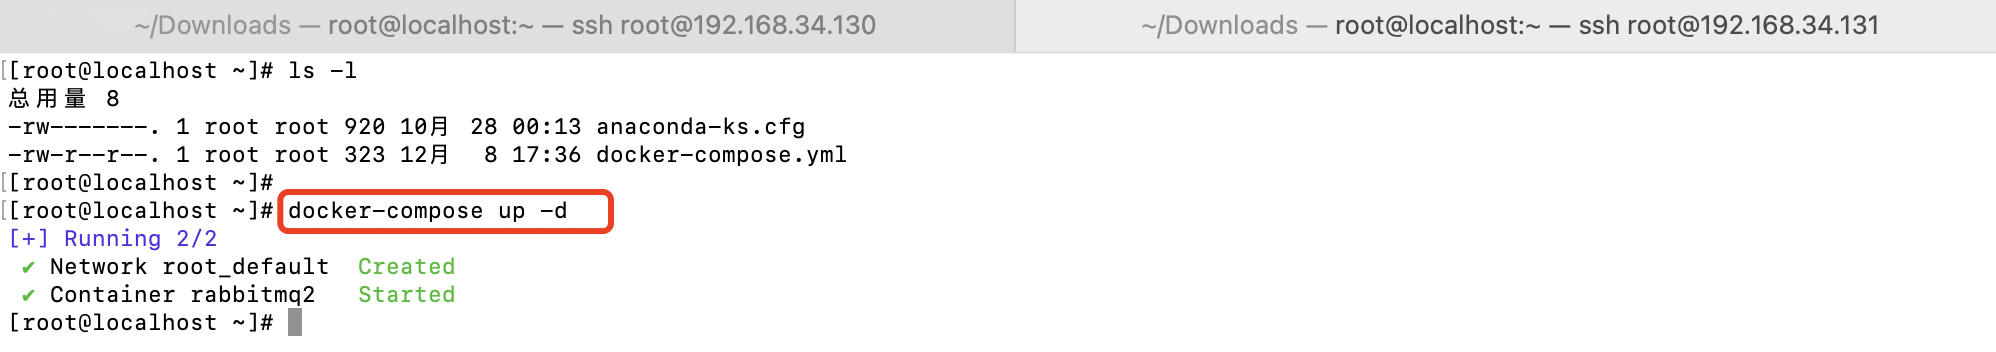 ~/Downloads — root@localhost:~ — ssh root@192.168.34.130
~/Downloads — root@localhost:~ — ssh root@192.168.34.131
[[root@localhost ~]# ls -l
总用量 8
-rw-------. 1 root root 920 10月 28 00:13 anaconda-ks.cfg
-rw-r--r--. 1 root root 323 12月  8 17:36 docker-compose.yml
[[root@localhost ~]#
[[root@localhost ~]# docker-compose up -d
[+] Running 2/2
 ✔ Network root_default  Created
 ✔ Container rabbitmq2   Started
[root@localhost ~]#